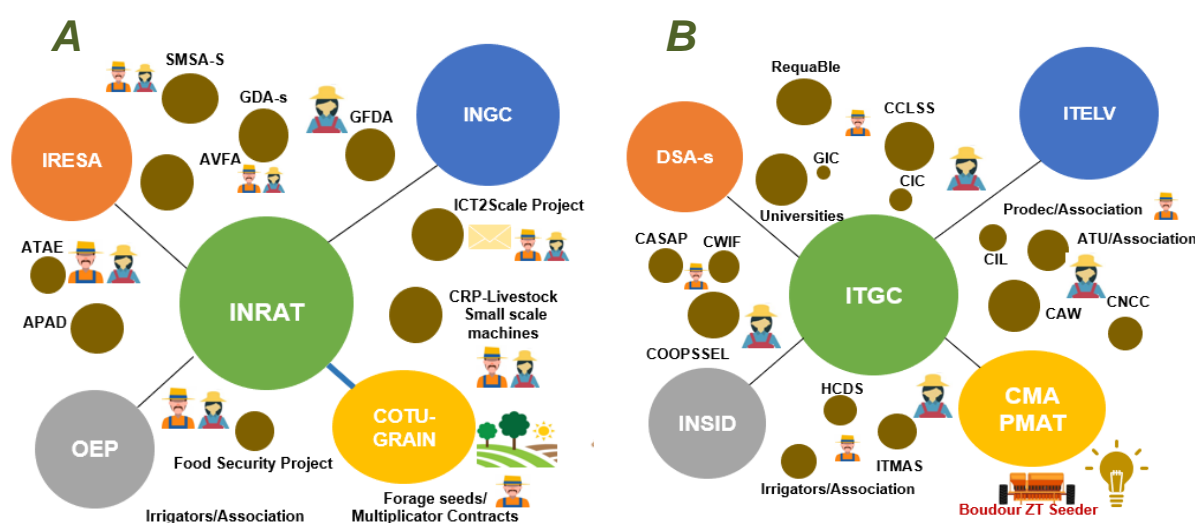 A
SMSA-S
GDA-s
GFDA
INGC
IRESA
AVFA
ICT2Scale Project
ATAE
INRAT
APAD
CRP-Livestock
Small scale
machines
OEP
COTU-
GRAIN
Food Security Project
Forage seeds/
Multiplicator Contracts
Irrigators/Association
B
RequaBle
CCLSS
ITELV
DSA-s
GIC
CIC
Universities
Prodec/Association
CASAP
CWIF
ITGC
CIL
ATU/Association
CAW
CNCC
COOPSSEL
INSID
HCDS
CMA
PMAT
ITMAS
Irrigators/Association
Boudour ZT Seeder